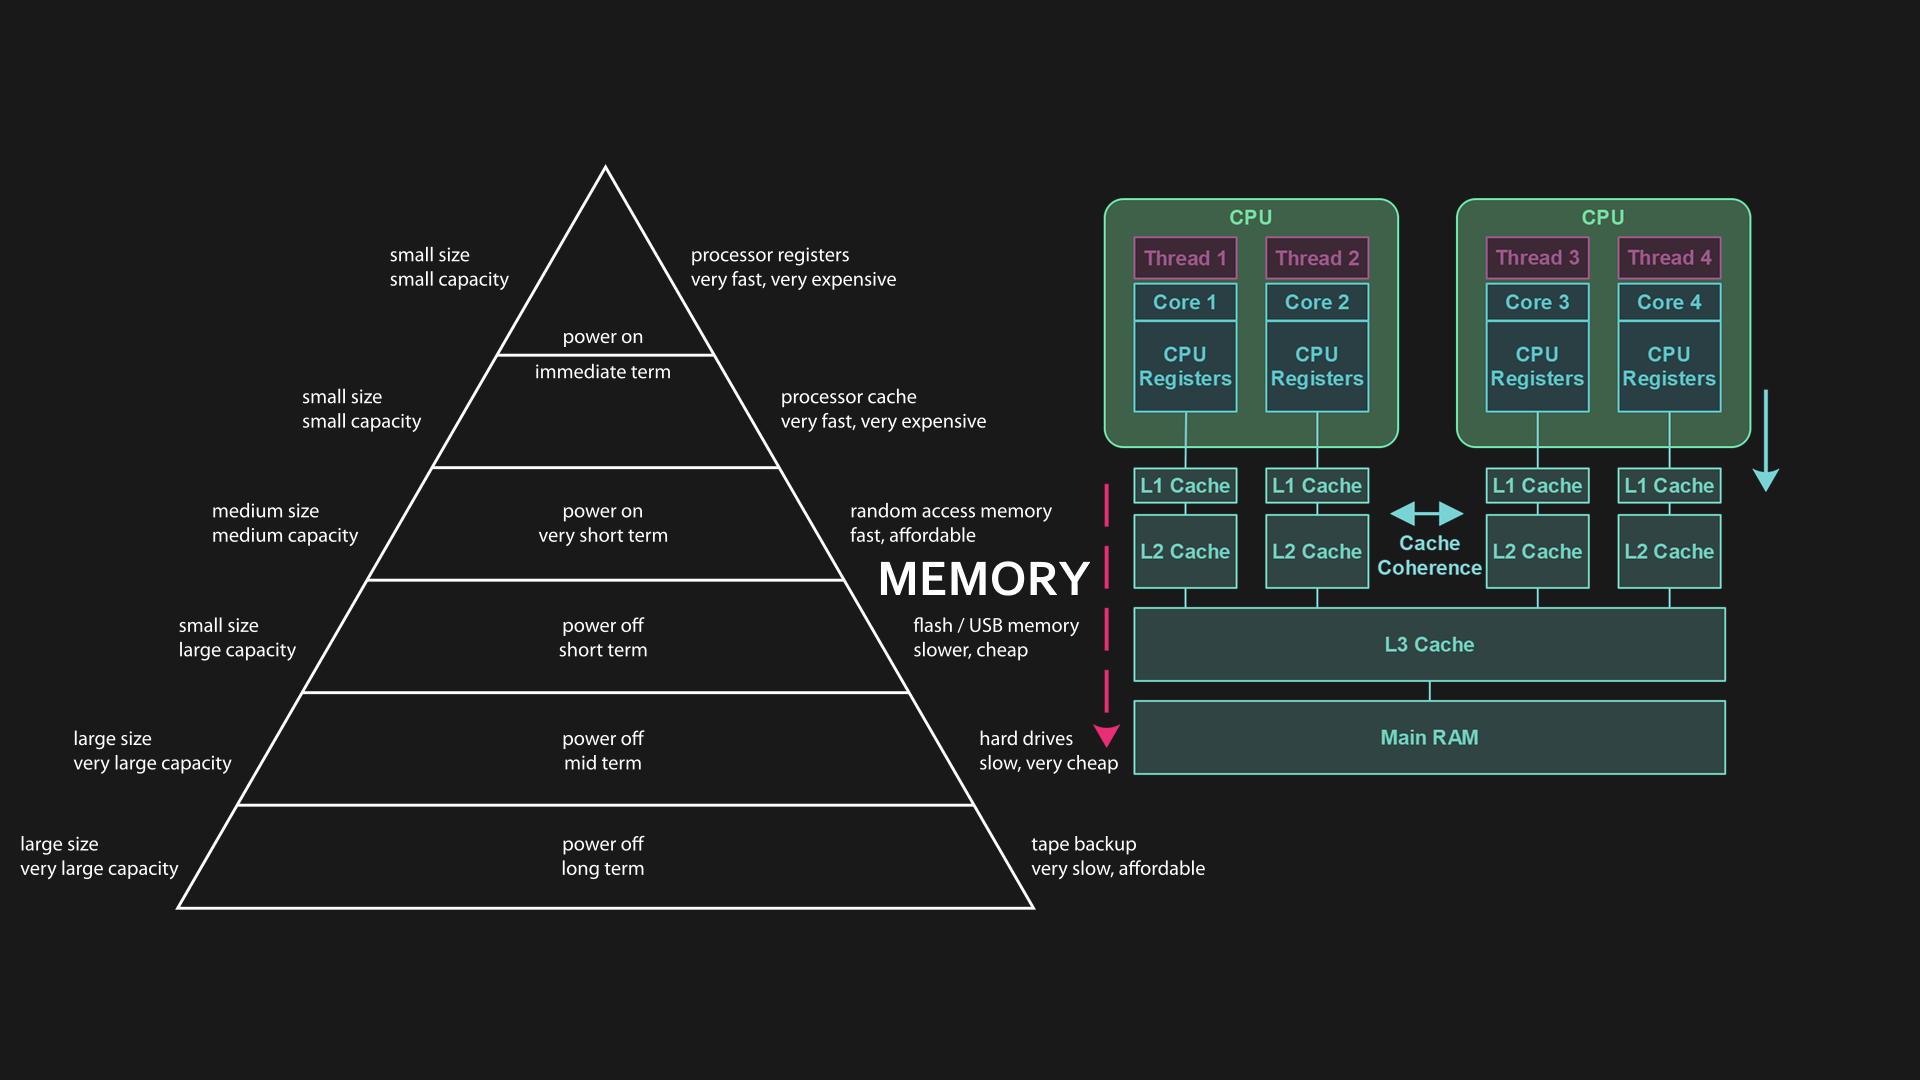 small size
small capacity
processor registers
very fast, very expensive
power on
immediate term
small size
small capacity
processor cache
very fast, very expensive
medium size
medium capacity
power on
very short term
random access memory
fast, affordable
small size
large capacity
power off
short term
flash / USB memory
slower, cheap
large size
very large capacity
power off
mid term
hard drives
slow, very cheap
large size
very large capacity
power off
long term
tape backup
very slow, affordable
MEMORY
CPU
Thread 1
Thread 2
Core 1
Core 2
CPU
Registers
CPU
Registers
CPU
Thread 3
Thread 4
Core 3
Core 4
CPU
Registers
CPU
Registers
L1 Cache
L1 Cache
L1 Cache
L1 Cache
L2 Cache
L2 Cache
Cache
Coherence
L2 Cache
L2 Cache
L3 Cache
Main RAM